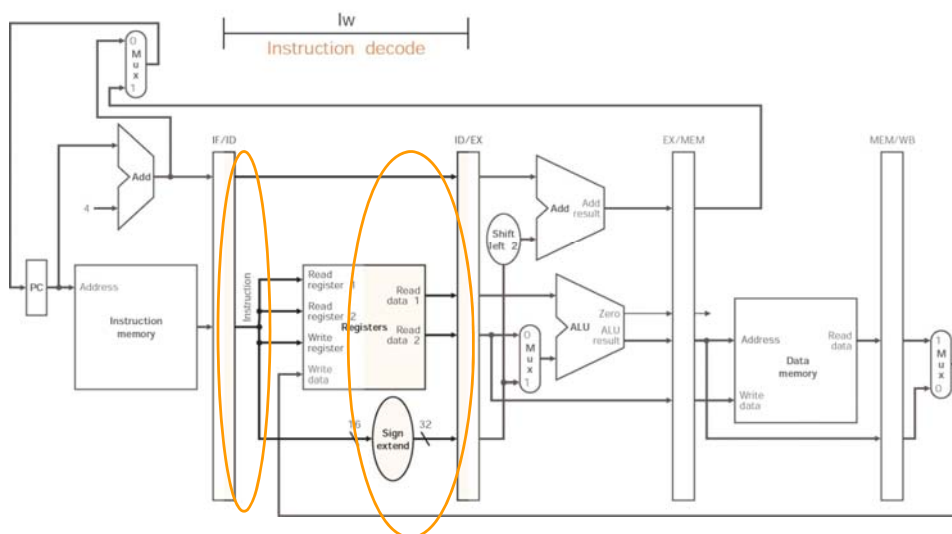 lw
Instruction decode
0
M
u
x
1
IF/ID
ID/EX
EX/MEM
MEM/WB
Add
4
Add
Add
result
Shift
left 2
PC
Address
Instruction
memory
Instruction
Read
register 1
Read
register 2
Write
register
Write
data
Registers
Read
data 1
Read
data 2
0
M
u
x
1
Zero
ALU
ALU
result
Address
Write
data
Read
data
Data
memory
1
M
u
x
0
16
Sign
extend
32